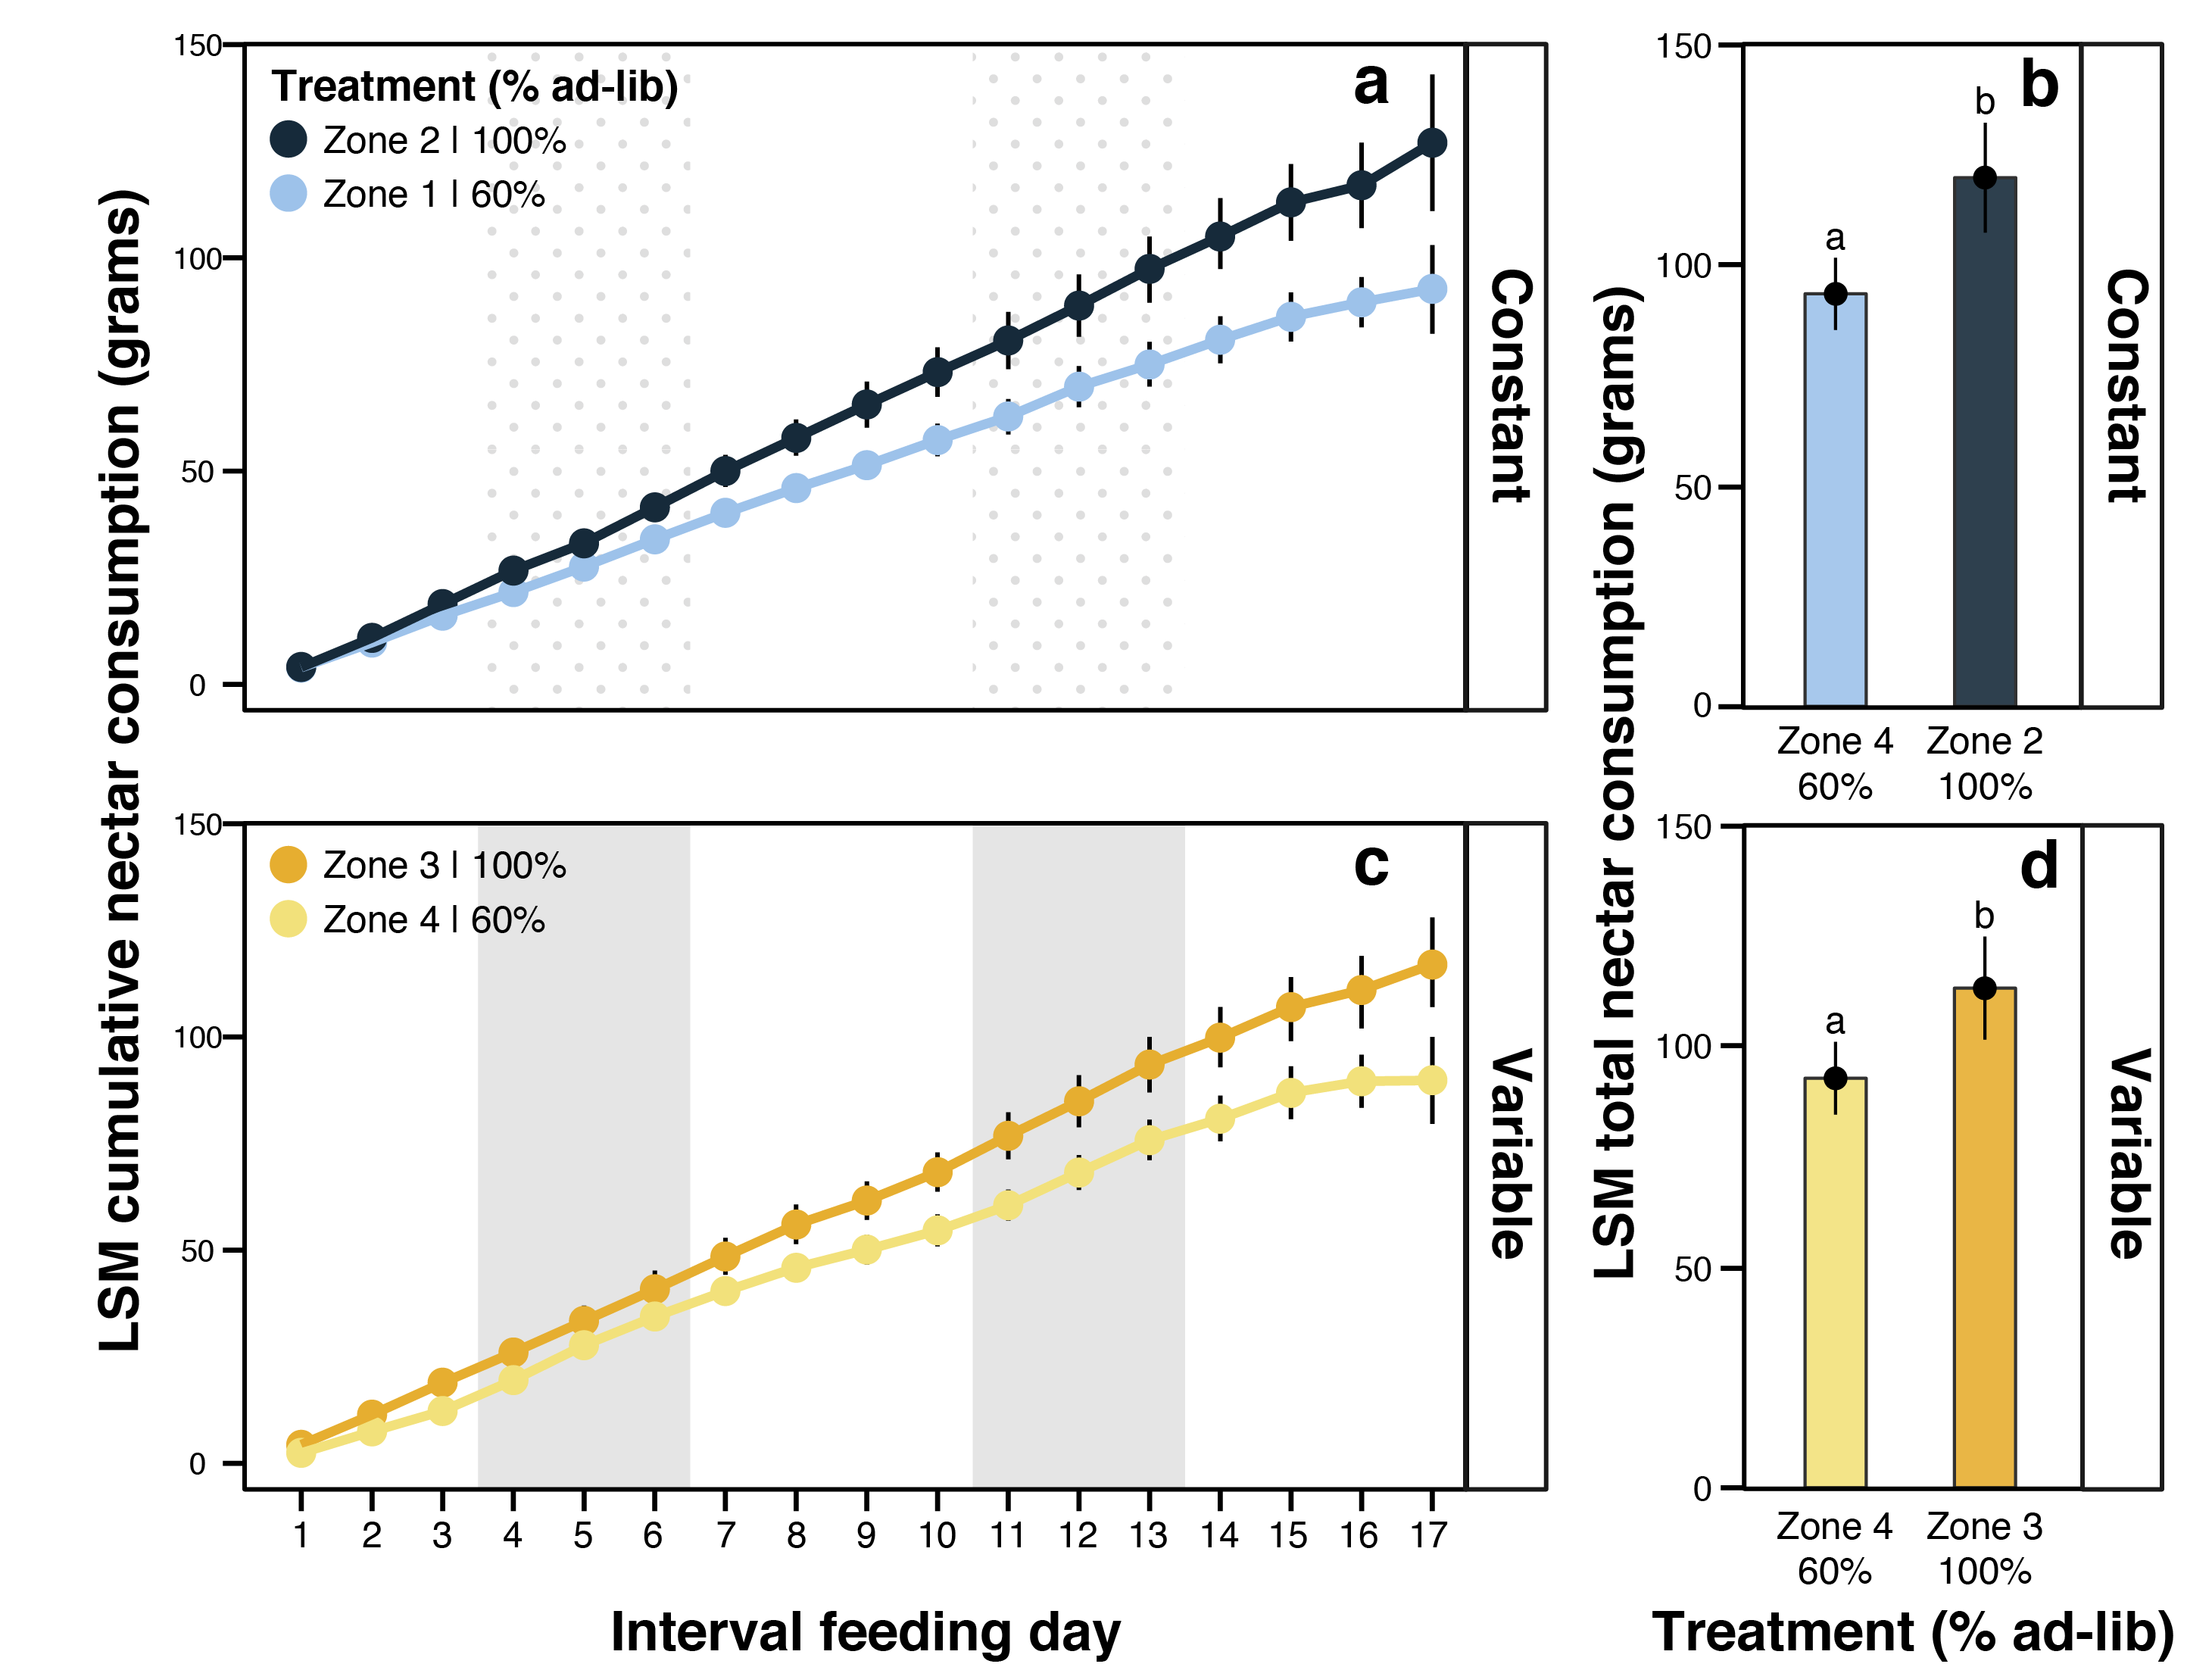 LSM cumulative nectar consumption (grams)
150
100
50
0
Treatment (% ad-lib)
Zone 2 | 100%
Zone 1 | 60%
a
Constant
150
100
50
0
Zone 3 | 100%
Zone 4 | 60%
c
Variable
1 2 3 4 5 6 7 8 9 10 11 12 13 14 15 16 17
Interval feeding day
LSM total nectar consumption (grams)
150
100
50
0
a
b
b
Constant
Zone 4 Zone 2
60% 100%
150
100
50
0
a
b
d
Variable
Zone 4 Zone 3
60% 100%
Treatment (% ad-lib)